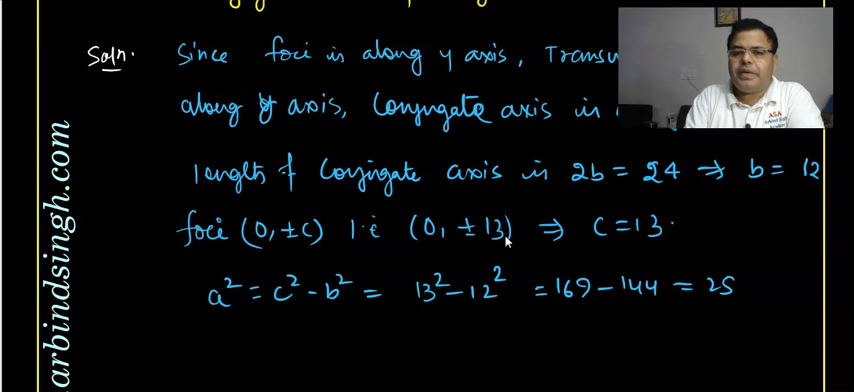 Soln. Since foci is along y axis, Transv
along y axis, Conjugate axis is
length of Conjugate axis is 2b = 24 ⇒ b = 12
foci (0, ±c) i.e (0, ±13) ⇒ c = 13.
a² = c² - b² = 13² - 12² = 169 - 144 = 25
arbindsingh.com
ASA